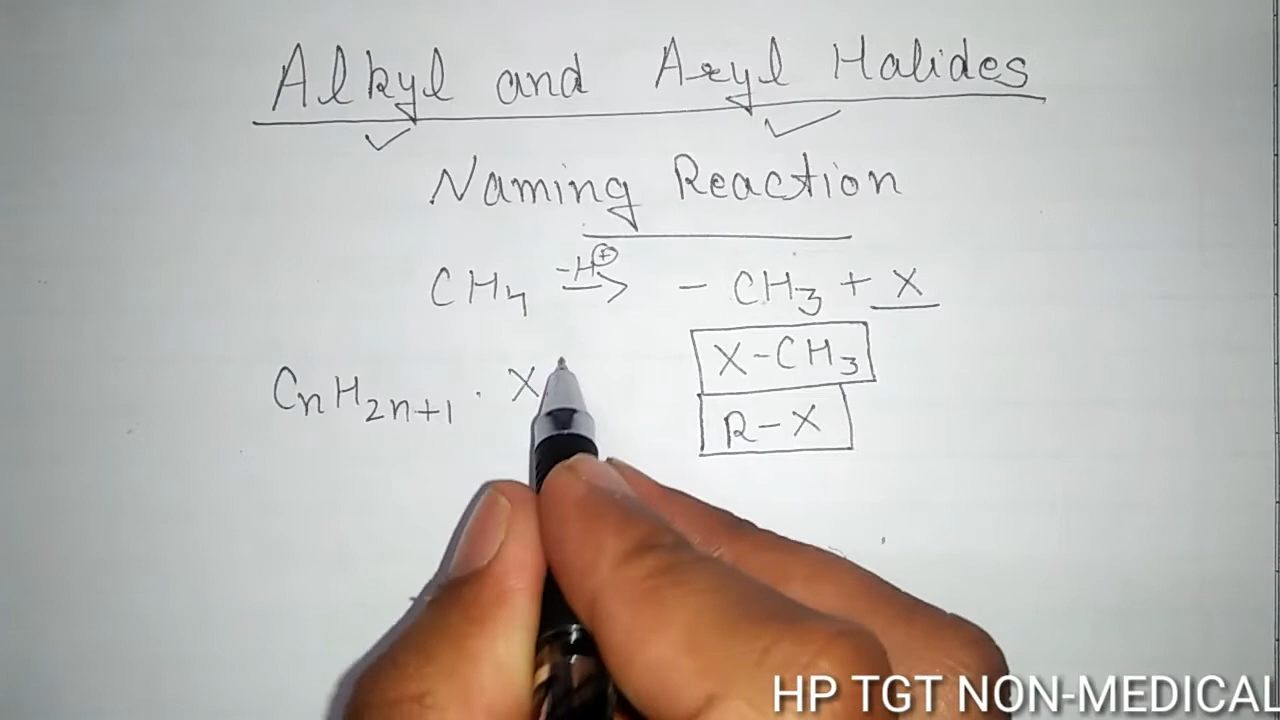 Alkyl and Aryl Halides
Naming Reaction
CH₄ -H⊕→ - CH₃ + X
X-CH₃
CnH2n+1 · X
R-X
HP TGT NON-MEDICAL